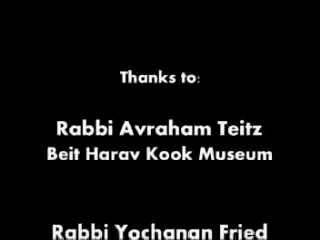 Thanks to:
Rabbi Avraham Teitz
Beit Harav Kook Museum
Rabbi Yochanan Fried